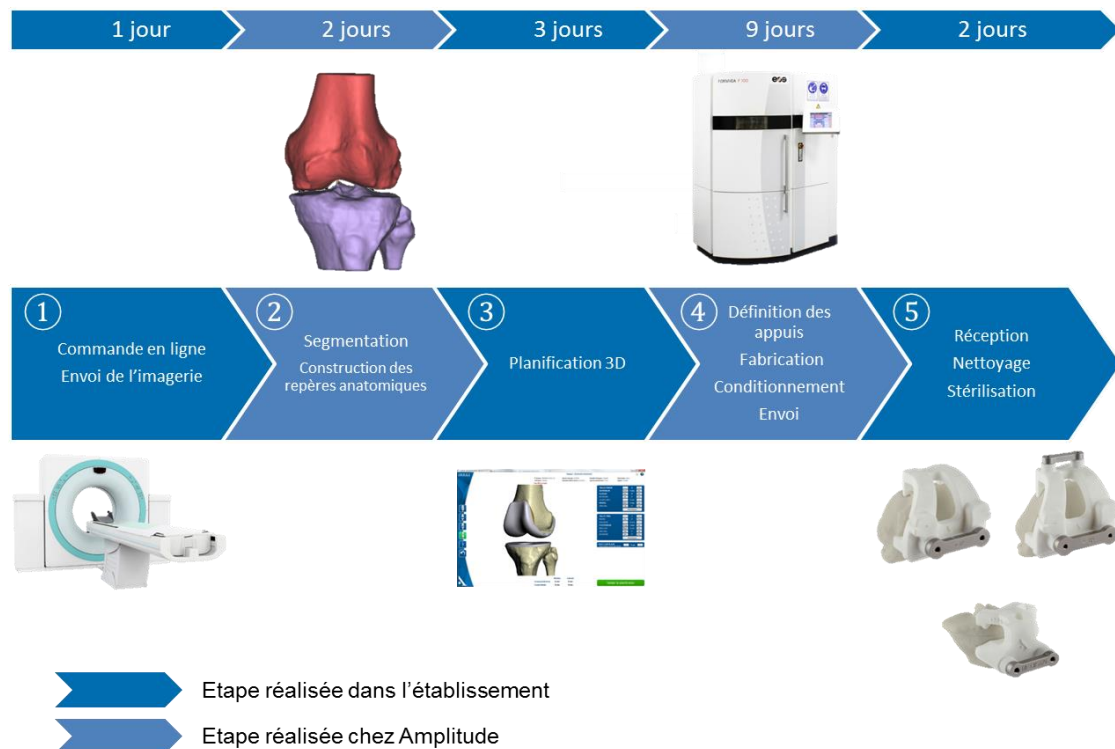 1 jour
2 jours
3 jours
9 jours
2 jours
eos
1
Commande en ligne
Envoi de l'imagerie
2
Segmentation
Construction des
repères anatomiques
3
Planification 3D
4
Définition des
appuis
Fabrication
Conditionnement
Envoi
5
Réception
Nettoyage
Stérilisation
Etape réalisée dans l'établissement
Etape réalisée chez Amplitude